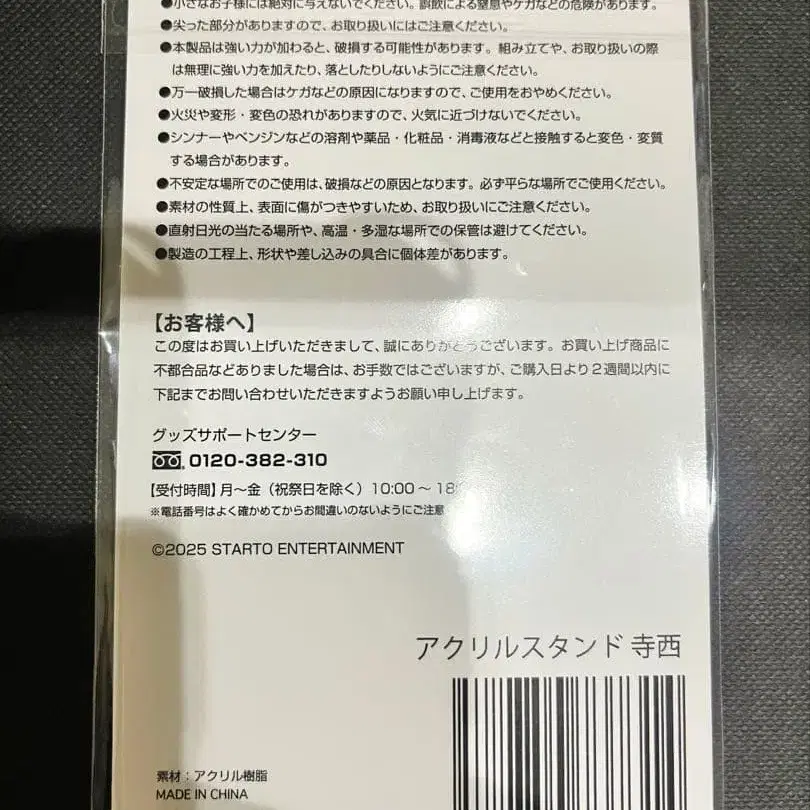 ●小さなお子様には絶対に与えないでください。誤飲による窒息やケガなどの危険があります。
●尖った部分がありますので、お取り扱いにはご注意ください。
●本製品は強い力が加わると、破損する可能性があります。組み立てや、お取り扱いの際
は無理に強い力を加えたり、落としたりしないようにご注意ください。
●万一破損した場合はケガなどの原因になりますので、ご使用をおやめください。
●火災や変形・変色の恐れがありますので、火気に近づけないでください。
●シンナーやベンジンなどの溶剤や薬品・化粧品・消毒液などと接触すると変色・変質
する場合があります。
●不安定な場所でのご使用は、破損などの原因となります。必ず平らな場所でご使用ください。
●素材の性質上、表面に傷がつきやすいため、お取り扱いにご注意ください。
●直射日光の当たる場所や、高温・多湿な場所での保管は避けてください。
●製造の工程上、形状や差し込みの具合に個体差があります。
【お客様へ】
この度はお買い上げいただきまして、誠にありがとうございます。お買い上げ商品に
不都合品などありました場合は、お手数ではございますが、ご購入日より2週間以内に
下記までお問い合わせいただきますようお願い申し上げます。
グッズサポートセンター
0120-382-310
【受付時間】月〜金（祝祭日を除く）10:00〜18
※電話番号はよく確かめてからお間違いのないようにご注意
©2025 STARTO ENTERTAINMENT
アクリルスタンド 寺西
素材：アクリル樹脂
MADE IN CHINA